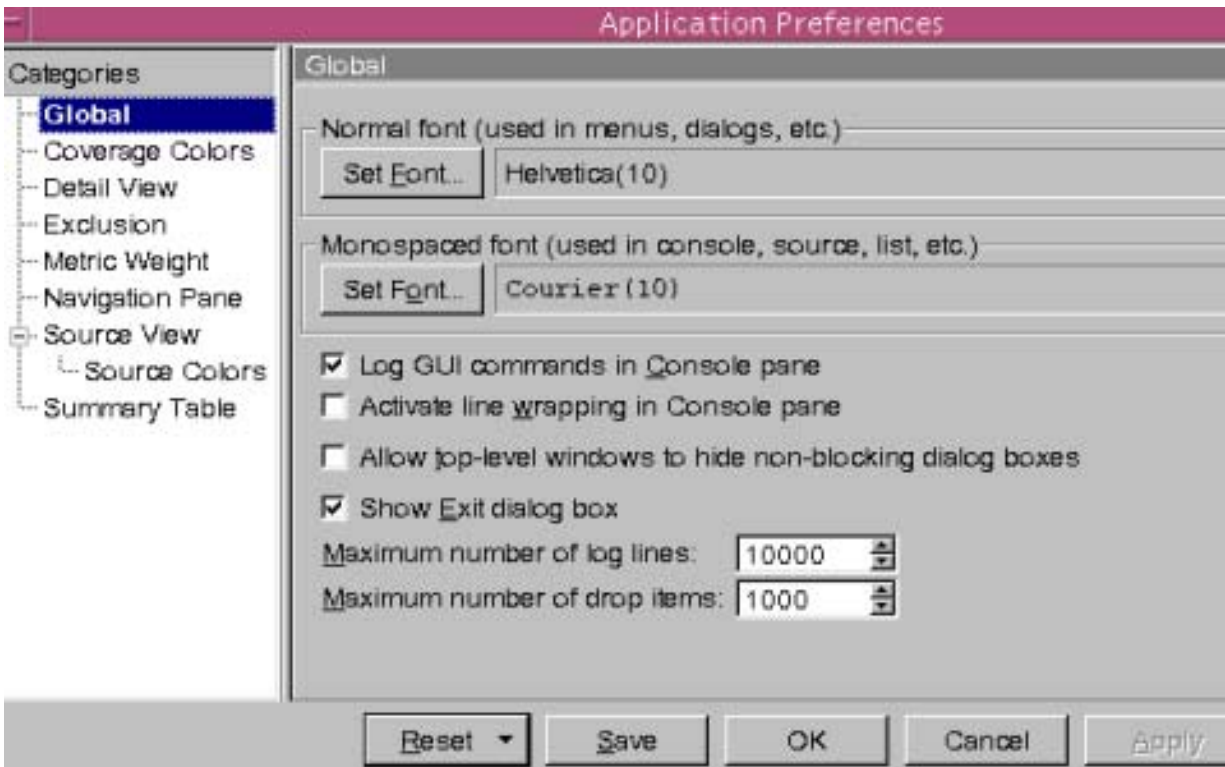 Application Preferences
Categories
Global
Coverage Colors
Detail View
Exclusion
Metric Weight
Navigation Pane
Source View
Source Colors
Summary Table
Global
Normal font (used in menus, dialogs, etc.)
Set Font... Helvetica(10)
Monospaced font (used in console, source, list, etc.)
Set Font... Courier(10)
Log GUI commands in Console pane
Activate line wrapping in Console pane
Allow top-level windows to hide non-blocking dialog boxes
Show Exit dialog box
Maximum number of log lines: 10000
Maximum number of drop items: 1000
Reset Save OK Cancel Apply